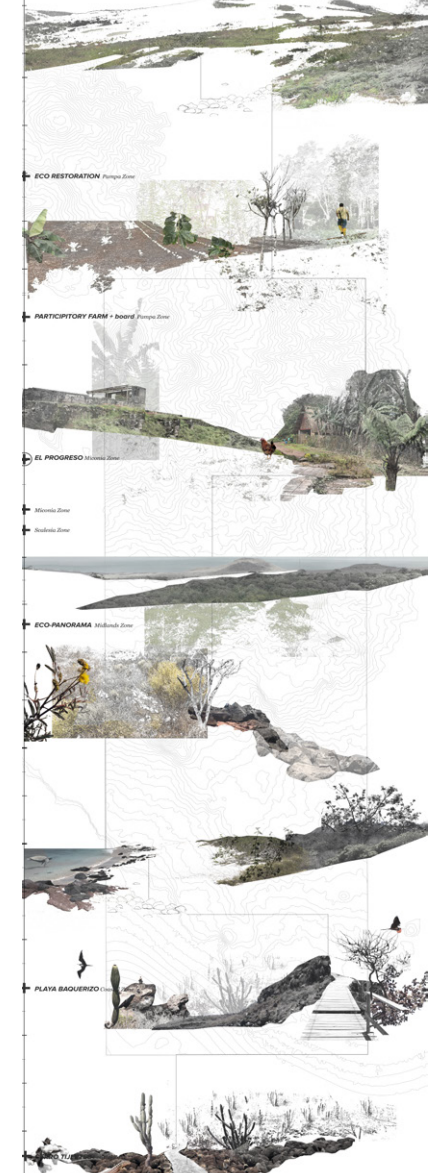 ECO RESTORATION Pampa Zone
PARTICIPITORY FARM + board Pampa Zone
EL PROGRESO Miconia Zone
Miconia Zone
Scalesia Zone
ECO-PANORAMA Midlands Zone
PLAYA BAQUERIZO